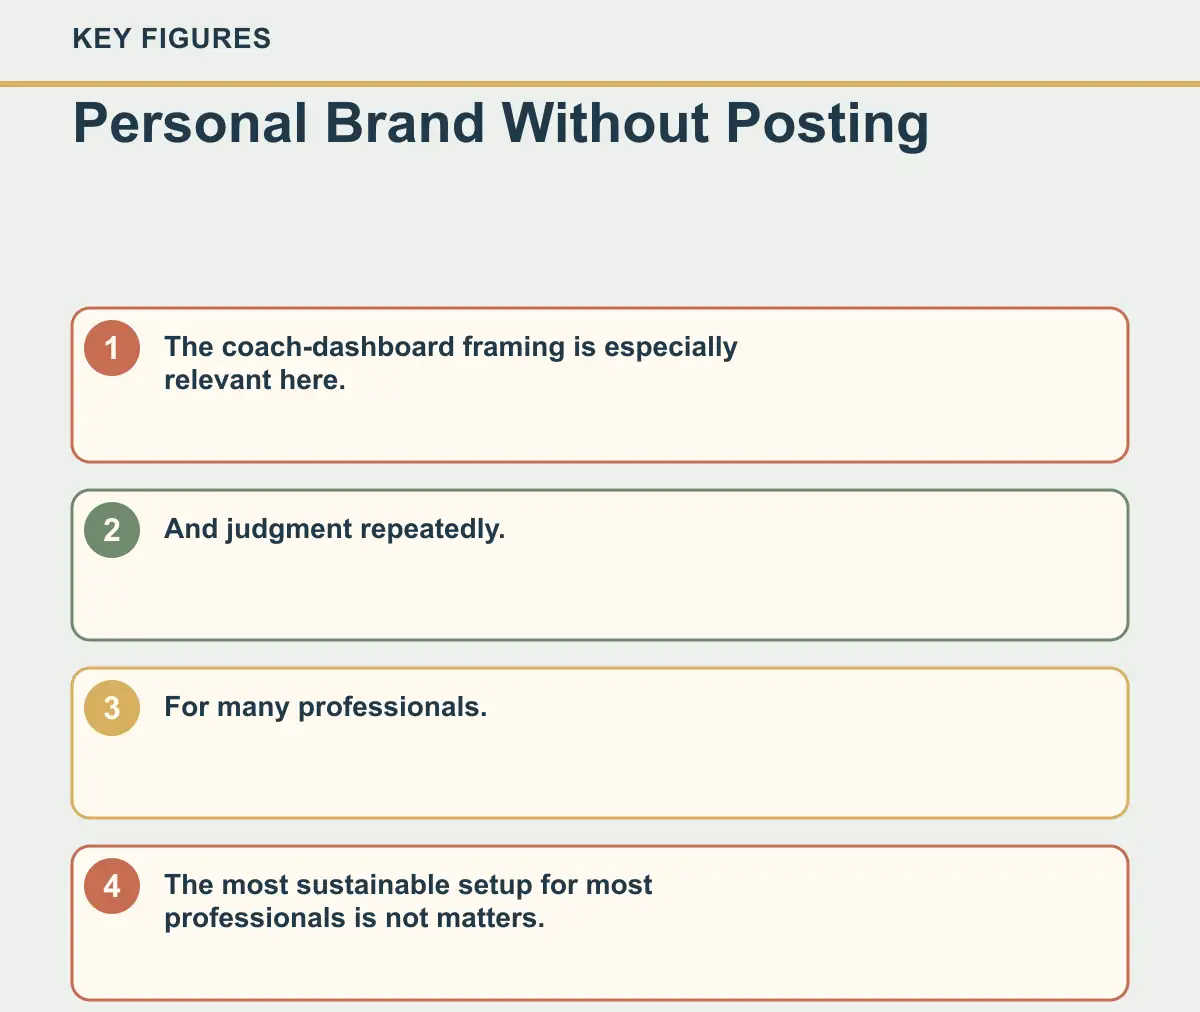 KEY FIGURES
Personal Brand Without Posting
1
The coach-dashboard framing is especially
relevant here.
2
And judgment repeatedly.
3
For many professionals.
4
The most sustainable setup for most
professionals is not matters.